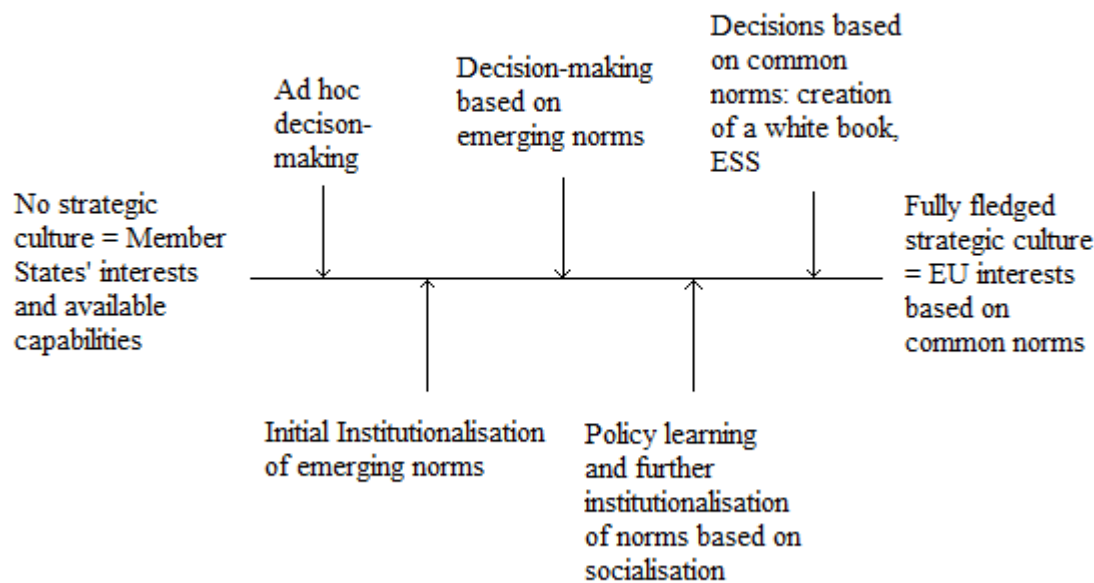 No strategic
culture = Member
States' interests
and available
capabilities
Ad hoc
decison-
making
Initial Institutionalisation
of emerging norms
Decision-making
based on
emerging norms
Policy learning
and further
institutionalisation
of norms based on
socialisation
Decisions based
on common
norms: creation
of a white book,
ESS
Fully fledged
strategic culture
= EU interests
based on
common norms